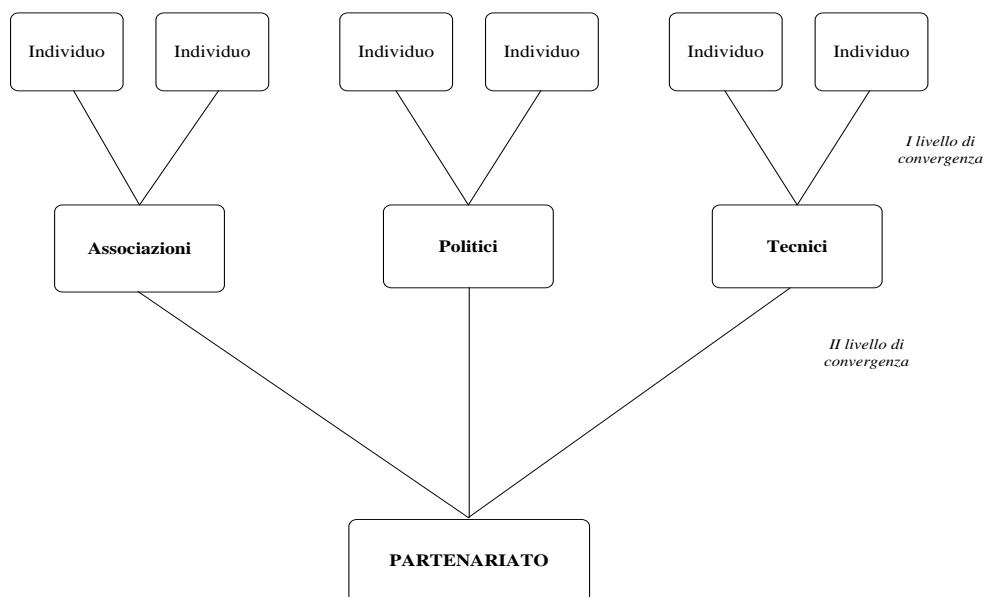 Individuo
Individuo
Individuo
Individuo
Individuo
Individuo
I livello di
convergenza
Associazioni
Politici
Tecnici
II livello di
convergenza
PARTENARIATO